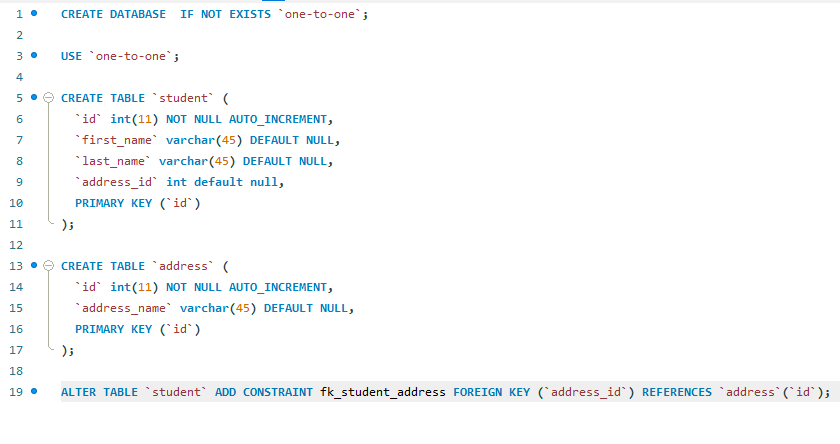 1 CREATE DATABASE  IF NOT EXISTS `one-to-one`;
2
3 USE `one-to-one`;
4
5 CREATE TABLE `student` (
6   `id` int(11) NOT NULL AUTO_INCREMENT,
7   `first_name` varchar(45) DEFAULT NULL,
8   `last_name` varchar(45) DEFAULT NULL,
9   `address_id` int default null,
10   PRIMARY KEY (`id`)
11 );
12
13 CREATE TABLE `address` (
14   `id` int(11) NOT NULL AUTO_INCREMENT,
15   `address_name` varchar(45) DEFAULT NULL,
16   PRIMARY KEY (`id`)
17 );
18
19 ALTER TABLE `student` ADD CONSTRAINT fk_student_address FOREIGN KEY (`address_id`) REFERENCES `address`(`id`);